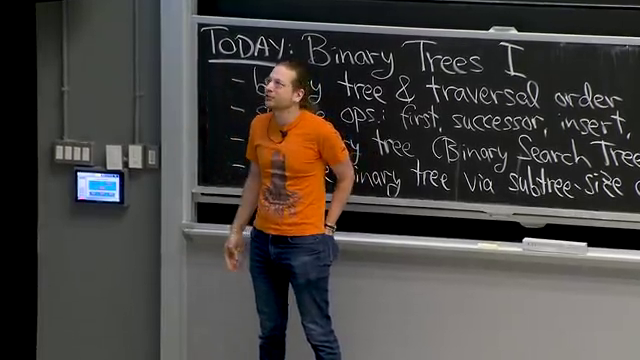 TODAY: Binary Trees I
- tree & traversal order
- ops.: first, successor, insert,
- tree (Binary Search Tree
- binary tree via subtree-size